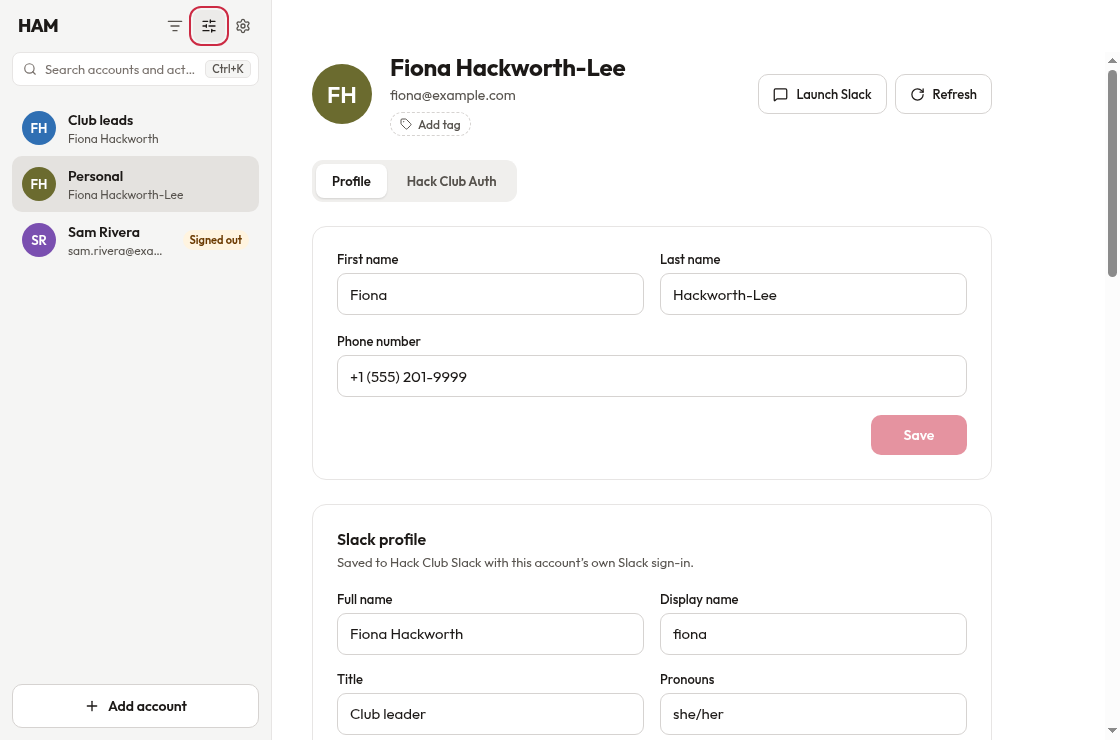 HAM
Search accounts and act...
Ctrl+K
FH
Club leads
Fiona Hackworth
FH
Personal
Fiona Hackworth-Lee
SR
Sam Rivera
sam.rivera@exa...
Signed out
Add account
FH
Fiona Hackworth-Lee
fiona@example.com
Add tag
Launch Slack
Refresh
Profile
Hack Club Auth
First name
Last name
Fiona
Hackworth-Lee
Phone number
+1 (555) 201-9999
Save
Slack profile
Saved to Hack Club Slack with this account's own Slack sign-in.
Full name
Display name
Fiona Hackworth
fiona
Title
Pronouns
Club leader
she/her